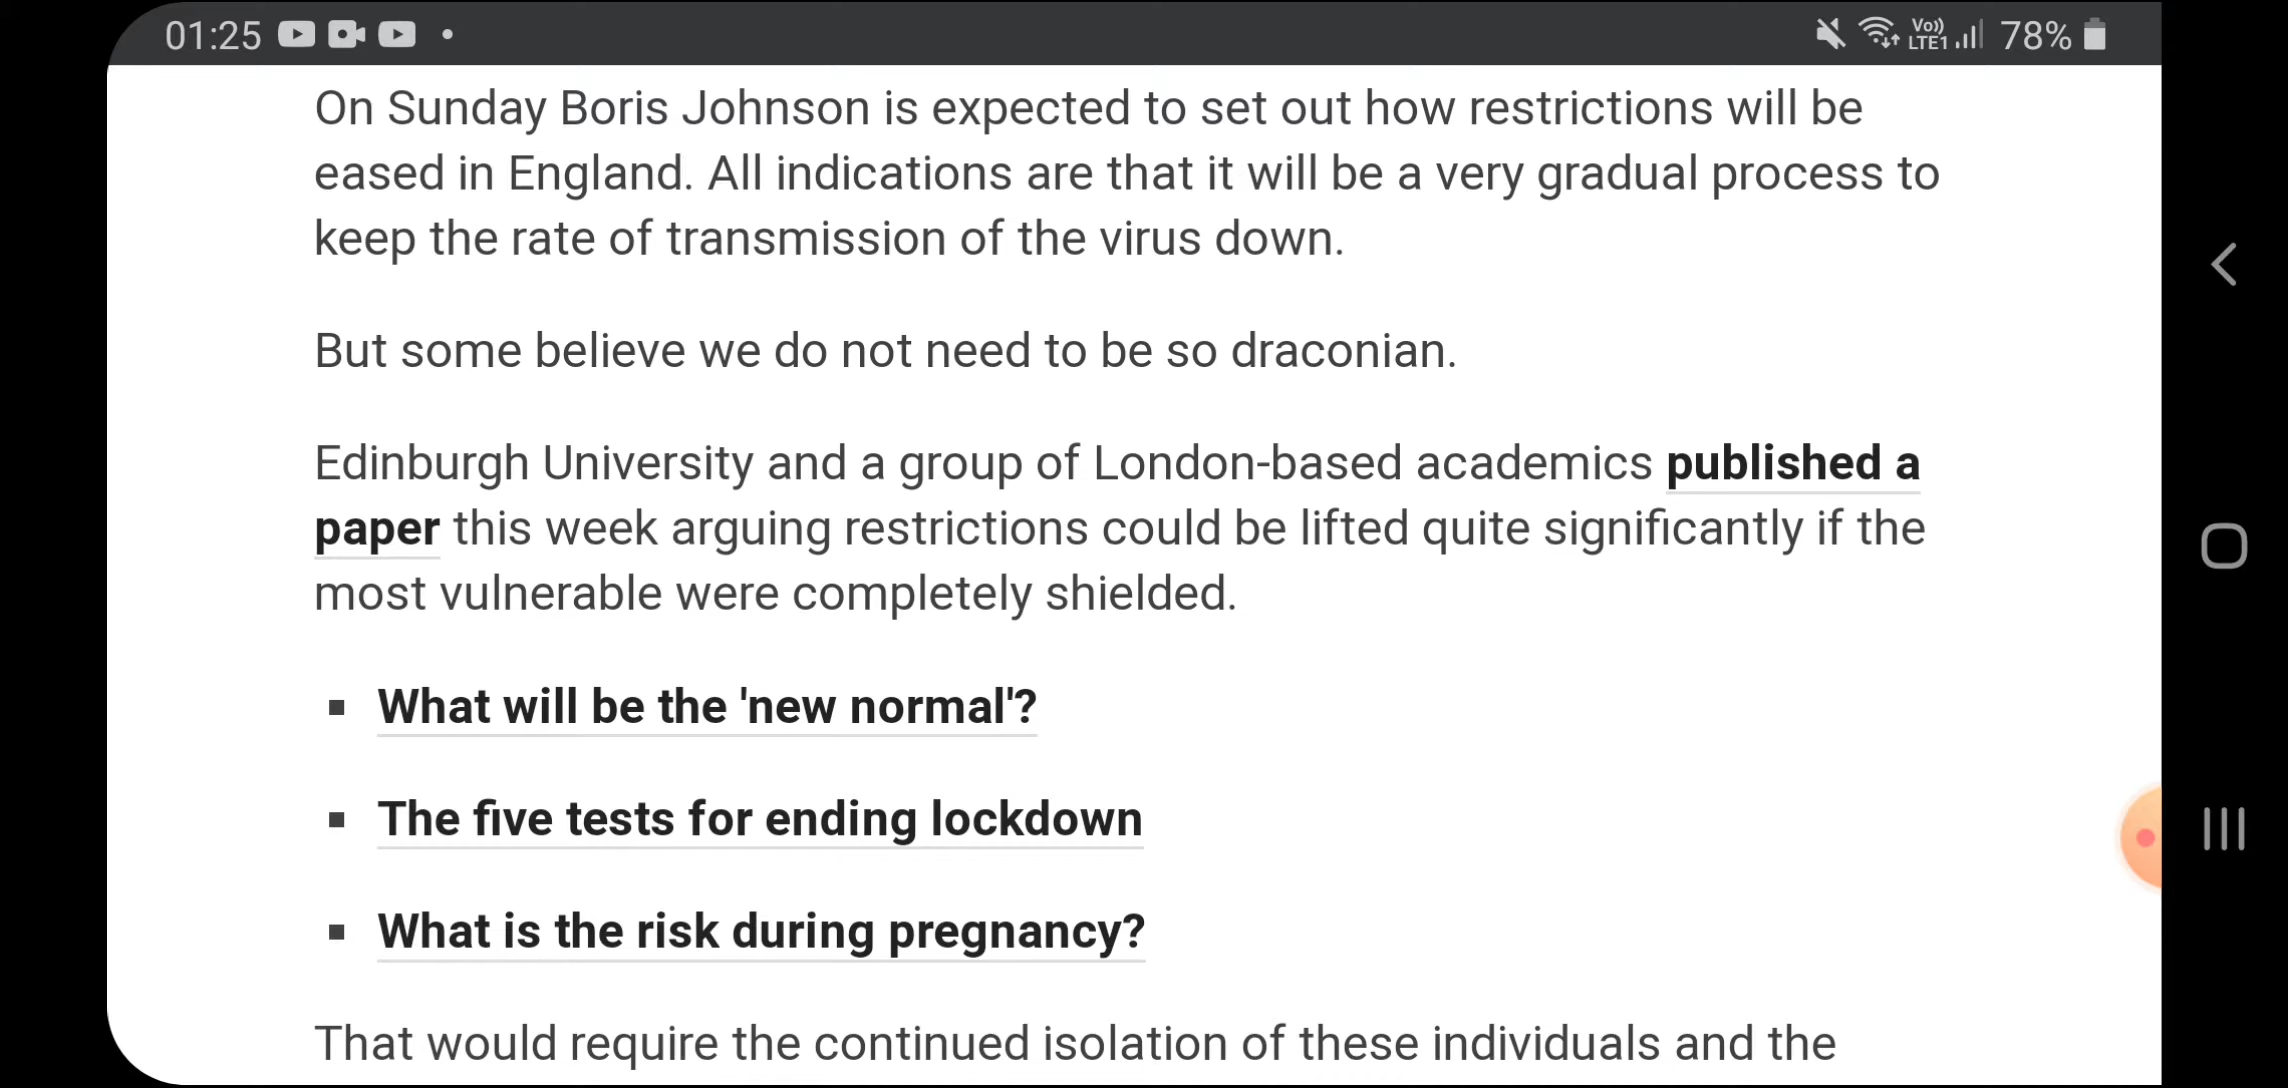 01:25
Vo)) LTE1 78%
On Sunday Boris Johnson is expected to set out how restrictions will be
eased in England. All indications are that it will be a very gradual process to
keep the rate of transmission of the virus down.
But some believe we do not need to be so draconian.
Edinburgh University and a group of London-based academics published a
paper this week arguing restrictions could be lifted quite significantly if the
most vulnerable were completely shielded.
▪ What will be the 'new normal'?
▪ The five tests for ending lockdown
▪ What is the risk during pregnancy?
That would require the continued isolation of these individuals and the